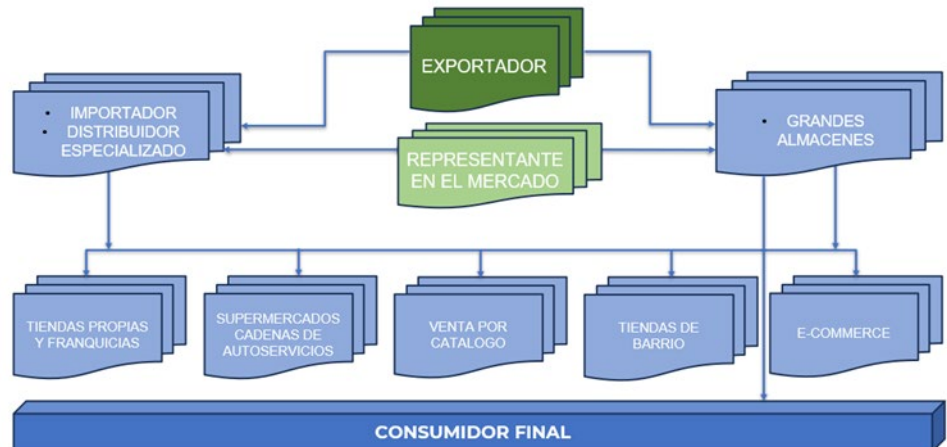 EXPORTADOR
• IMPORTADOR
• DISTRIBUIDOR
ESPECIALIZADO
• GRANDES
ALMACENES
REPRESENTANTE
EN EL MERCADO
TIENDAS PROPIAS
Y FRANQUICIAS
SUPERMERCADOS
CADENAS DE
AUTOSERVICIOS
VENTA POR
CATALOGO
TIENDAS DE
BARRIO
E-COMMERCE
CONSUMIDOR FINAL